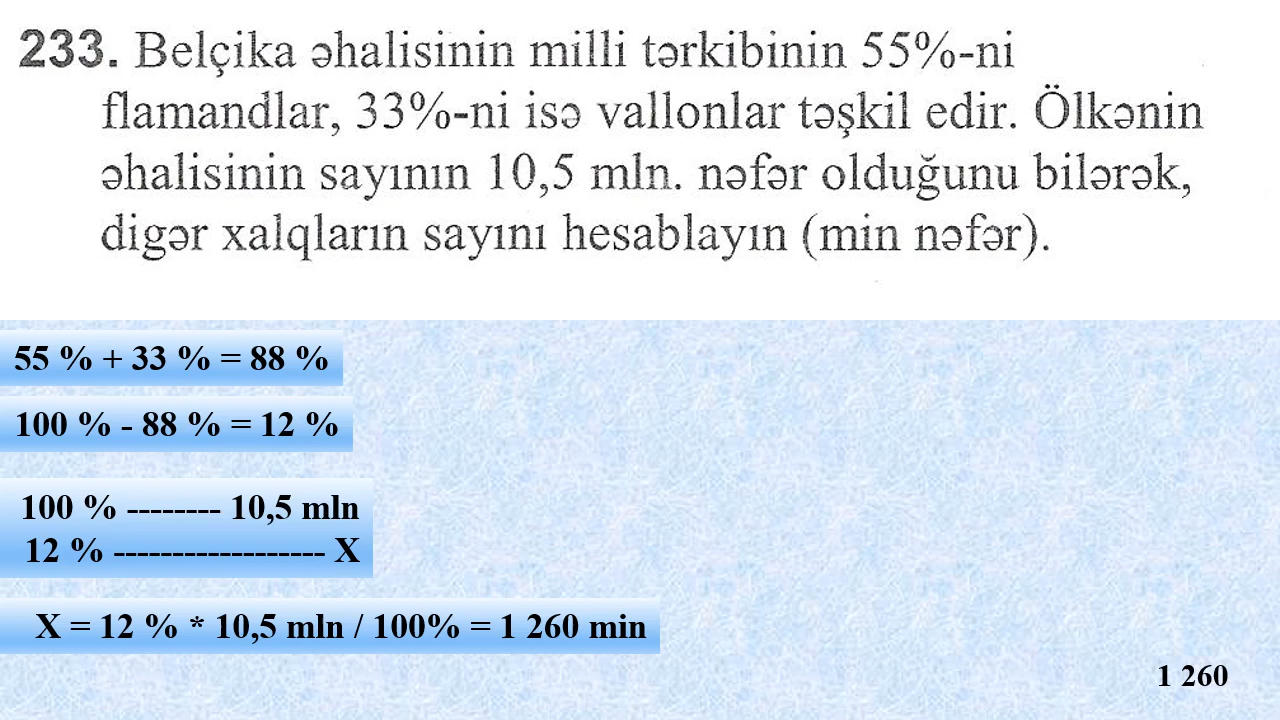 233. Belçika əhalisinin milli tərkibinin 55%-ni
flamandlar, 33%-ni isə vallonlar təşkil edir. Ölkənin
əhalisinin sayının 10,5 mln. nəfər olduğunu bilərək,
digər xalqların sayını hesablayın (min nəfər).
55 % + 33 % = 88 %
100 % - 88 % = 12 %
100 % -------- 10,5 mln
12 % ------------------ X
X = 12 % * 10,5 mln / 100% = 1 260 min
1 260